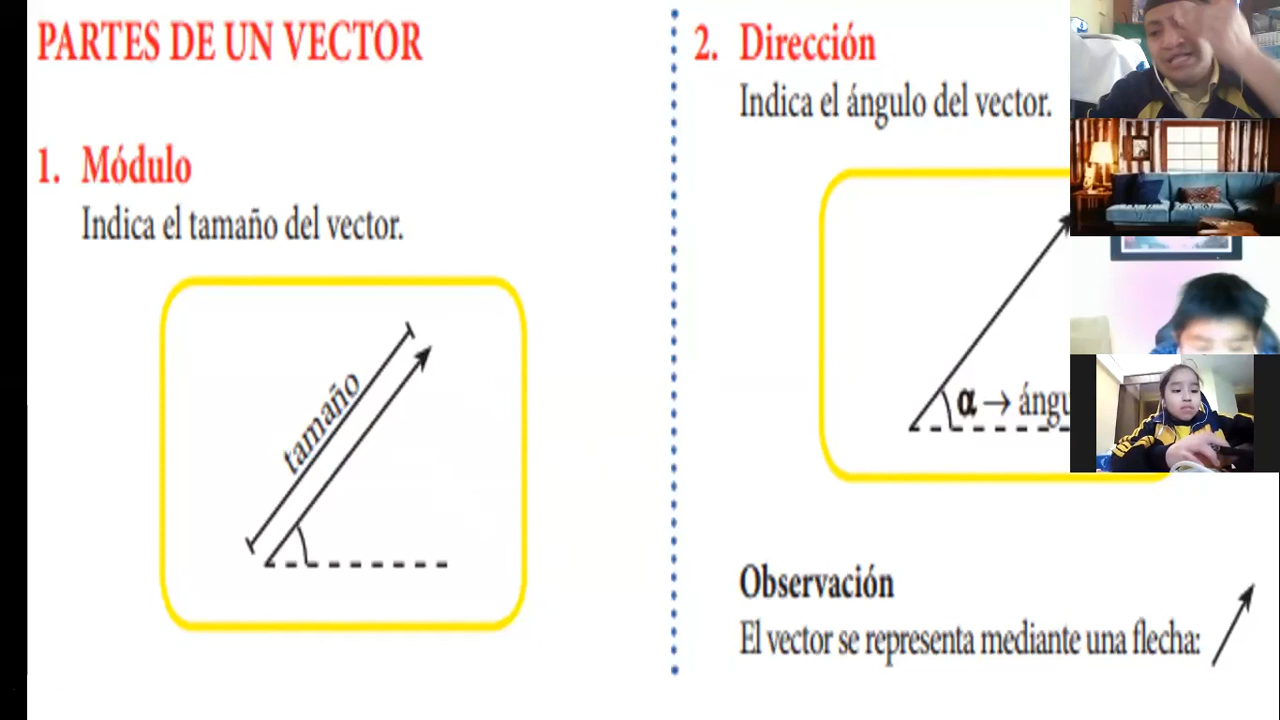 PARTES DE UN VECTOR
1. Módulo
Indica el tamaño del vector.
tamaño
2. Dirección
Indica el ángulo del vector.
α →
Observación
El vector se representa mediante una flecha: